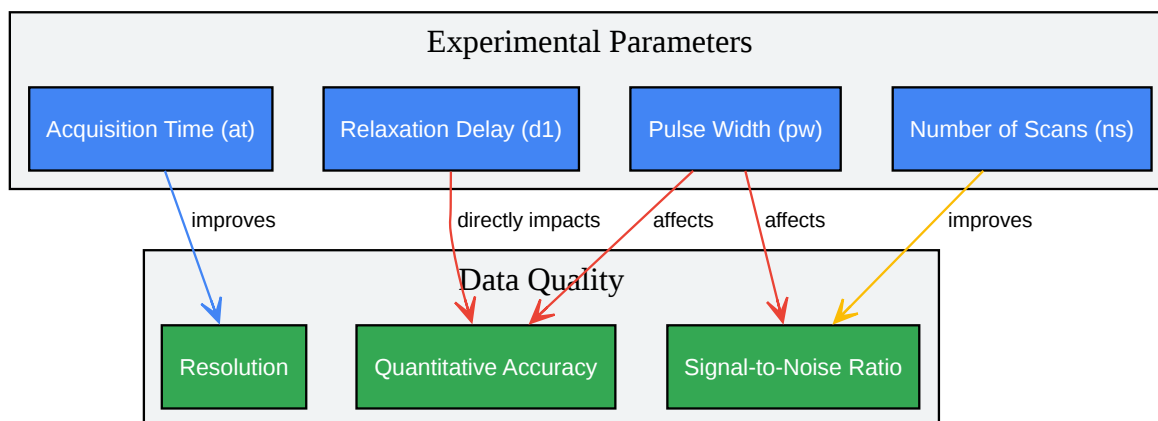 Experimental Parameters
Acquisition Time (at)
Relaxation Delay (d1)
Pulse Width (pw)
Number of Scans (ns)
improves
directly impacts
affects
affects
improves
Data Quality
Resolution
Quantitative Accuracy
Signal-to-Noise Ratio